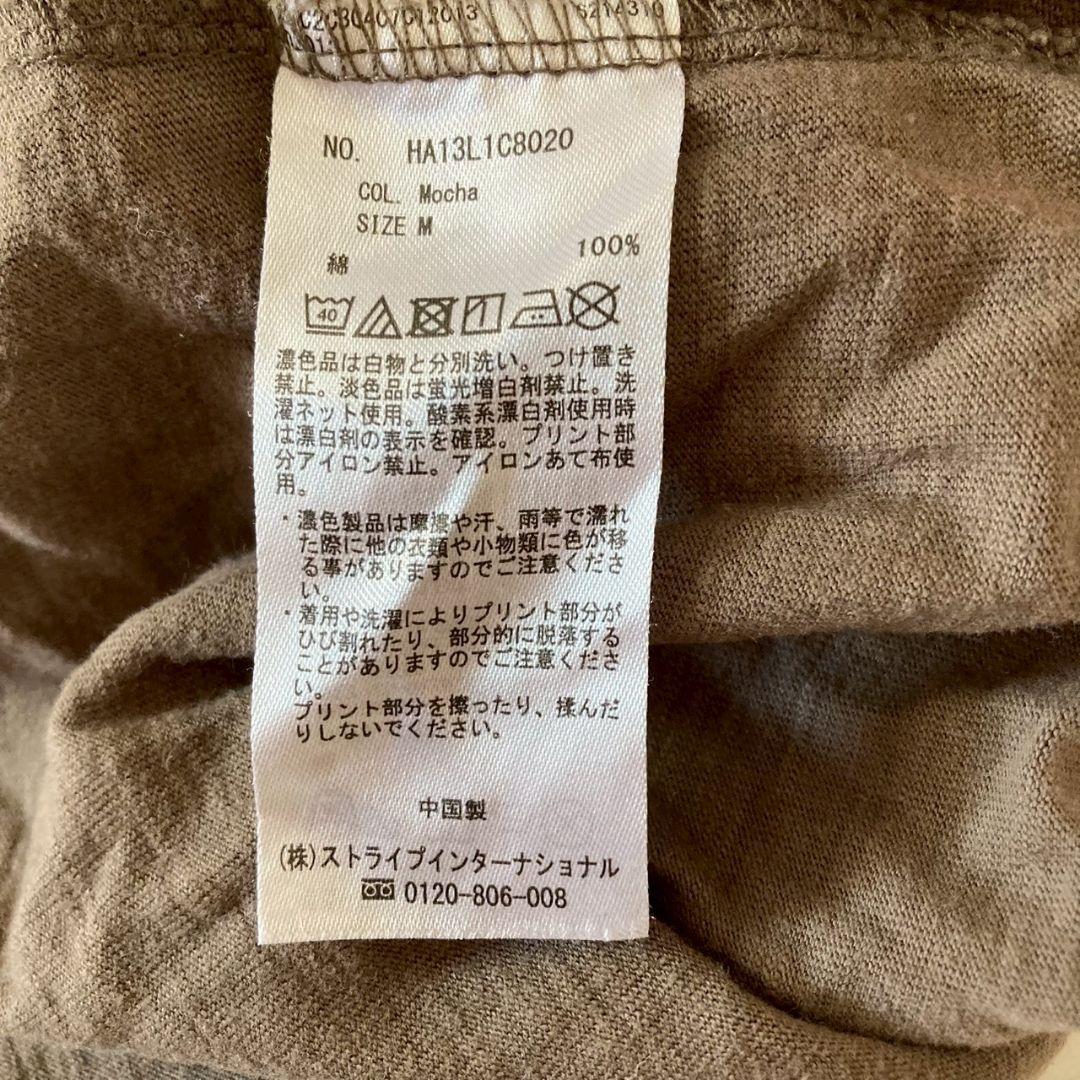 NO. HA13L1C8020
COL. Mocha
SIZE M
綿 100%
40
濃色品は白物と分別洗い。つけ置き
禁止。淡色品は蛍光増白剤禁止。洗
濯ネット使用。酸素系漂白剤使用時
は漂白剤の表示を確認。プリント部
分アイロン禁止。アイロンあて布使
用。
・濃色製品は摩擦や汗、雨等で濡れ
た際に他の衣類や小物類に色が移
る事がありますのでご注意くださ
い。
・着用や洗濯によりプリント部分が
ひび割れたり、部分的に脱落する
ことがありますのでご注意くださ
い。
プリント部分を擦ったり、揉んだ
りしないでください。
中国製
(株)ストライプインターナショナル
0120-806-008